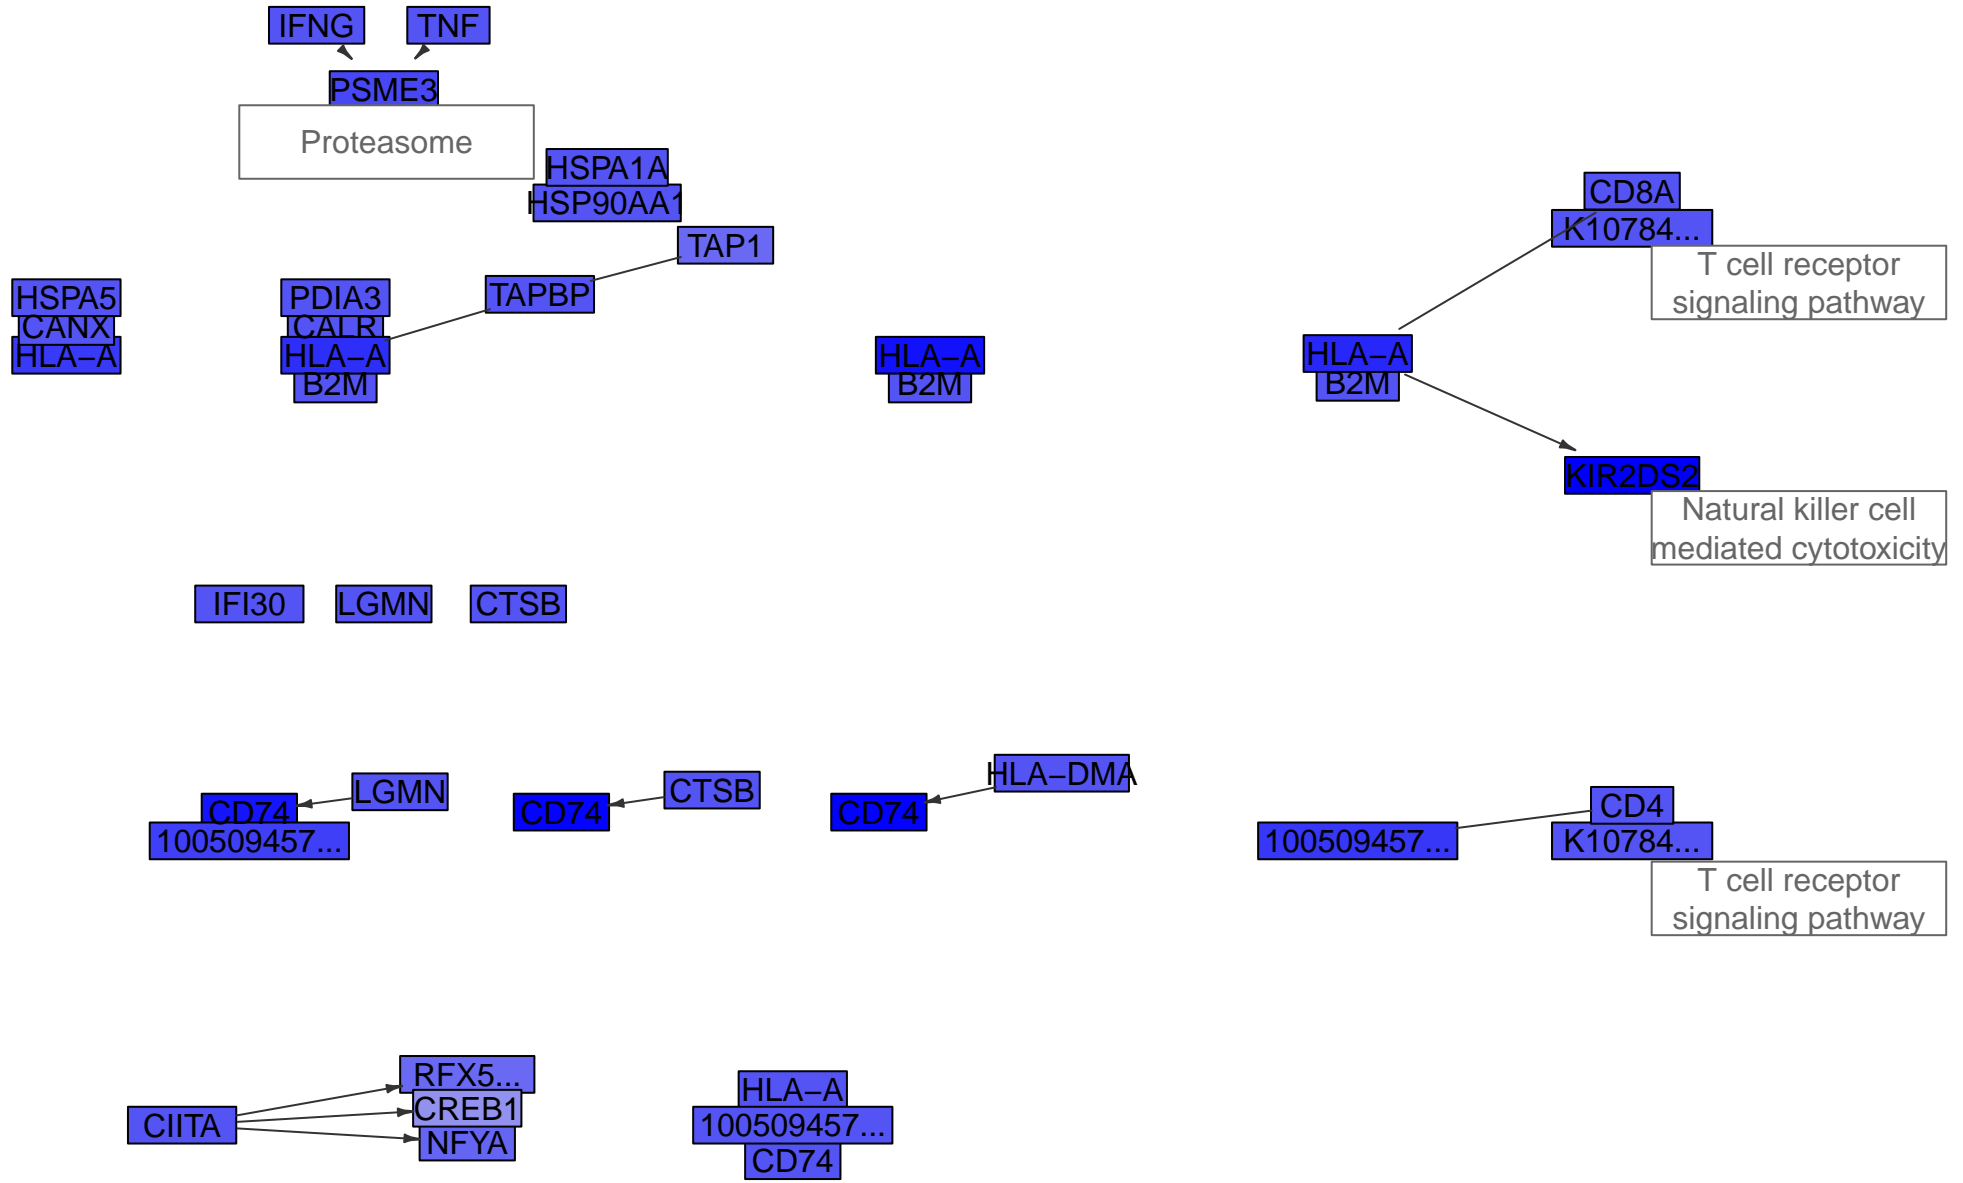 IFNG
TNF
PSME3
Proteasome
HSPA1A
HSP90AA1
TAP1
TAPBP
CD8A
K10784...
T cell receptor
signaling pathway
HSPA5
CANX
HLA−A
PDIA3
CALR
HLA−A
B2M
HLA−A
B2M
HLA−A
B2M
KIR2DS2
Natural killer cell
mediated cytotoxicity
IFI30
LGMN
CTSB
LGMN
CD74
100509457...
CTSB
CD74
HLA−DMA
CD74
100509457...
CD4
K10784...
T cell receptor
signaling pathway
CIITA
RFX5...
CREB1
NFYA
HLA−A
100509457...
CD74